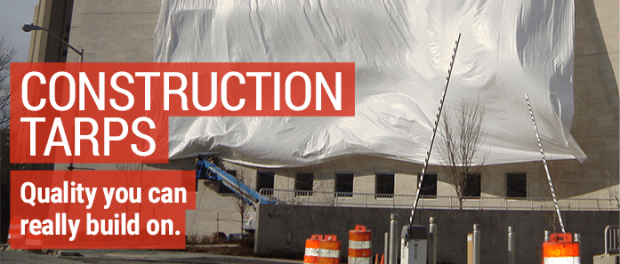 CONSTRUCTION
TARPS
Quality you can
really build on.